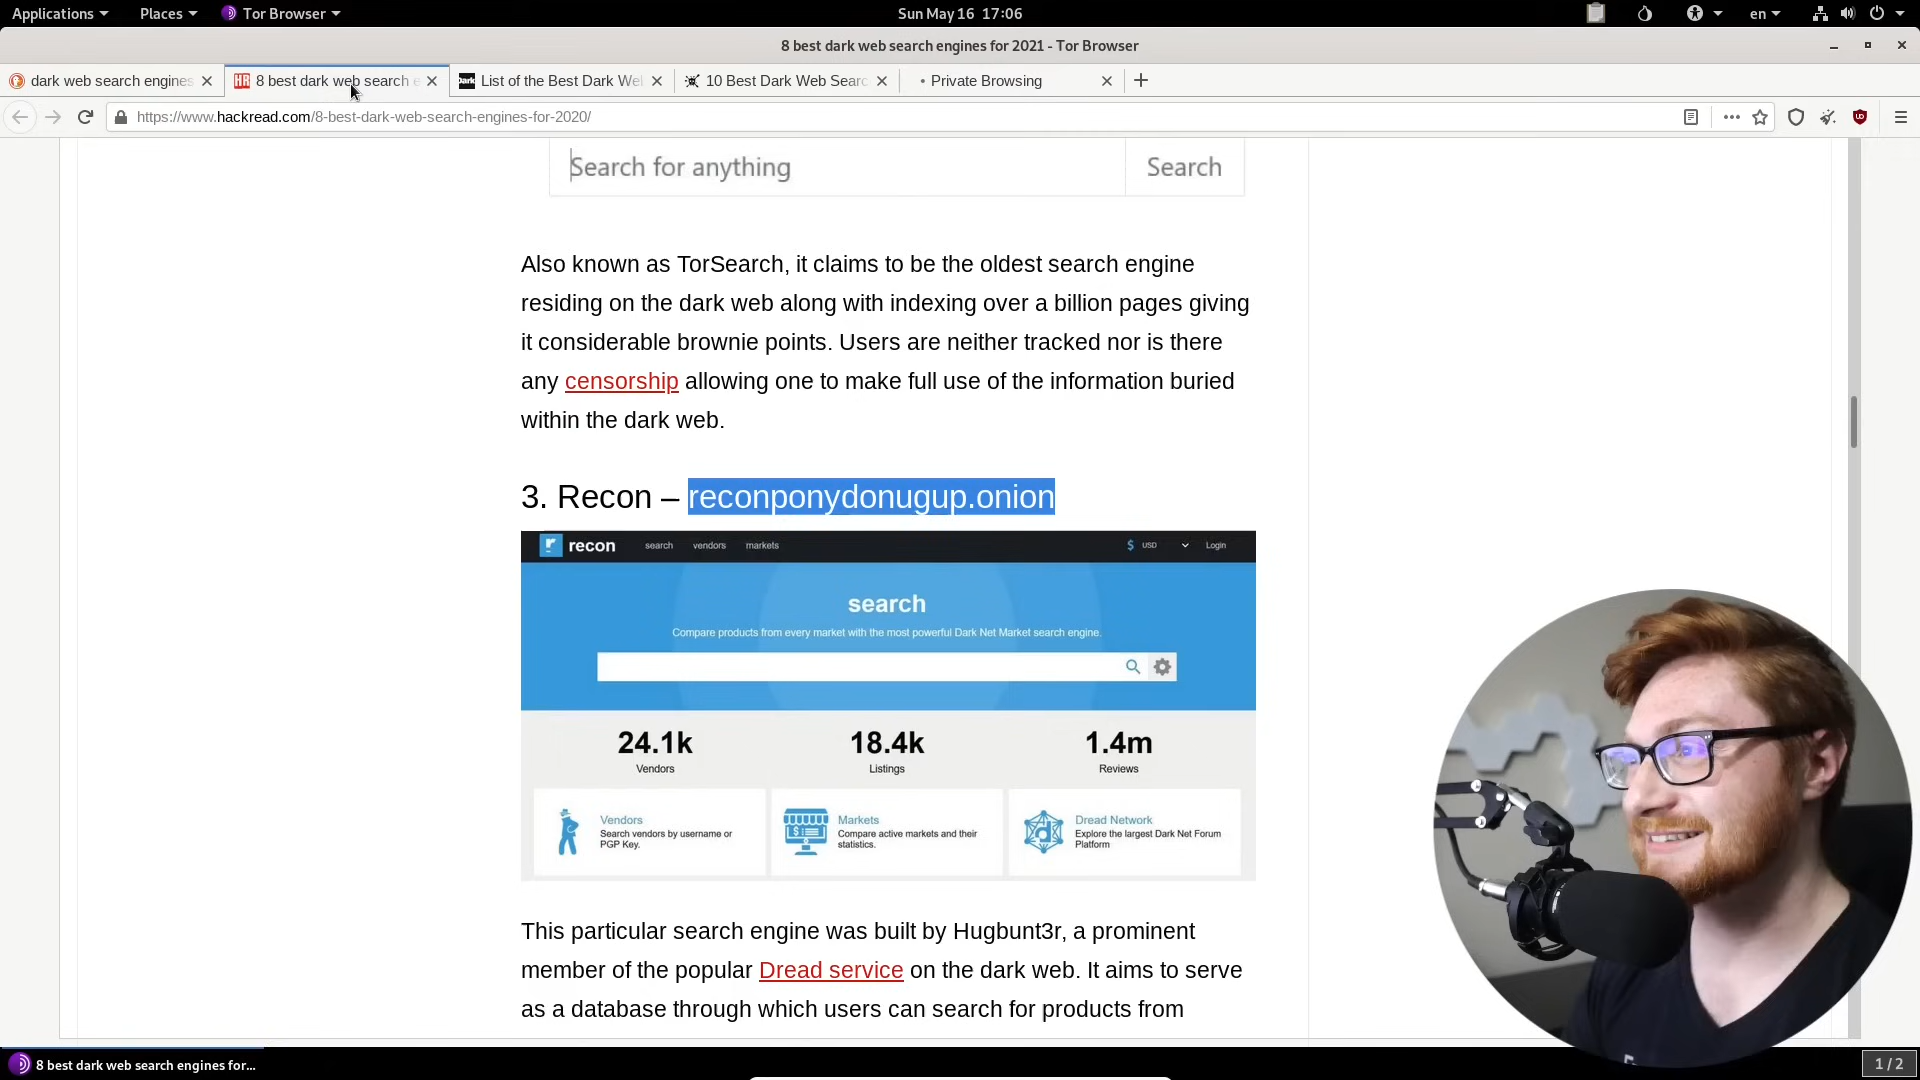 Applications Places Tor Browser Sun May 16 17:06 en
8 best dark web search engines for 2021 - Tor Browser
dark web search engines 8 best dark web search e List of the Best Dark We 10 Best Dark Web Searc Private Browsing
https://www.hackread.com/8-best-dark-web-search-engines-for-2020/
Search for anything Search
Also known as TorSearch, it claims to be the oldest search engine
residing on the dark web along with indexing over a billion pages giving
it considerable brownie points. Users are neither tracked nor is there
any censorship allowing one to make full use of the information buried
within the dark web.
3. Recon – reconponydonugup.onion
recon search vendors markets $ USD Login
search
Compare products from every market with the most powerful Dark Net Market search engine.
24.1k 18.4k 1.4m
Vendors Listings Reviews
Vendors
Search vendors by username or
PGP Key.
Markets
Compare active markets and their
statistics.
Dread Network
Explore the largest Dark Net Forum
Platform
This particular search engine was built by Hugbunt3r, a prominent
member of the popular Dread service on the dark web. It aims to serve
as a database through which users can search for products from
8 best dark web search engines for...
1 / 2